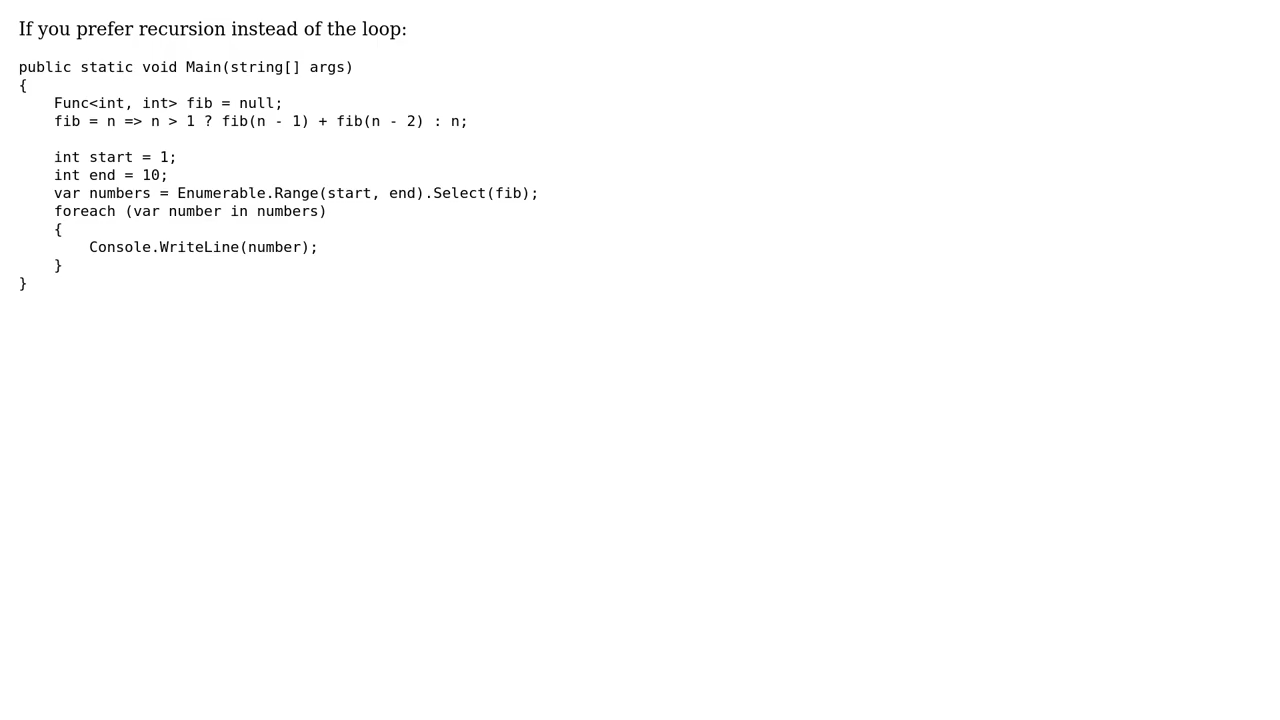 If you prefer recursion instead of the loop:
public static void Main(string[] args)
{
    Func<int, int> fib = null;
    fib = n => n > 1 ? fib(n - 1) + fib(n - 2) : n;

    int start = 1;
    int end = 10;
    var numbers = Enumerable.Range(start, end).Select(fib);
    foreach (var number in numbers)
    {
        Console.WriteLine(number);
    }
}